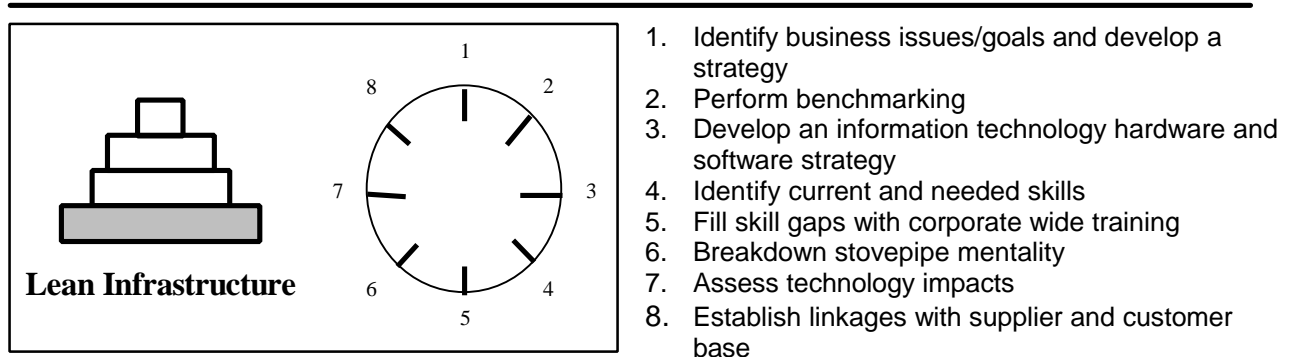 1
2
3
4
5
6
7
8
Lean Infrastructure
1. Identify business issues/goals and develop a
strategy
2. Perform benchmarking
3. Develop an information technology hardware and
software strategy
4. Identify current and needed skills
5. Fill skill gaps with corporate wide training
6. Breakdown stovepipe mentality
7. Assess technology impacts
8. Establish linkages with supplier and customer
base